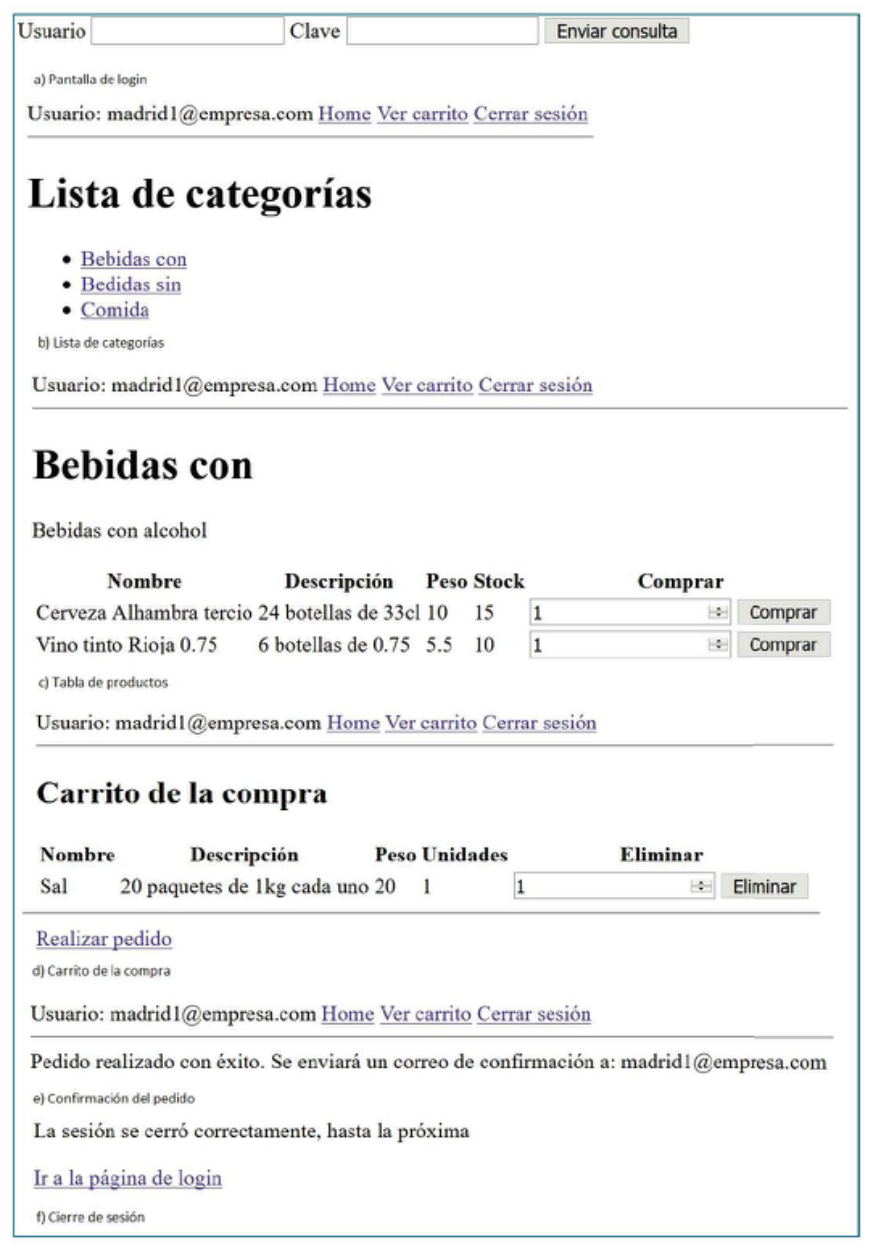 Usuario Clave Enviar consulta
a) Pantalla de login
Usuario: madrid1@empresa.com Home Ver carrito Cerrar sesión
Lista de categorías
• Bebidas con
• Bedidas sin
• Comida
b) Lista de categorías
Usuario: madrid1@empresa.com Home Ver carrito Cerrar sesión
Bebidas con
Bebidas con alcohol
Nombre Descripción Peso Stock Comprar
Cerveza Alhambra tercio 24 botellas de 33cl 10 15 1 Comprar
Vino tinto Rioja 0.75 6 botellas de 0.75 5.5 10 1 Comprar
c) Tabla de productos
Usuario: madrid1@empresa.com Home Ver carrito Cerrar sesión
Carrito de la compra
Nombre Descripción Peso Unidades Eliminar
Sal 20 paquetes de 1kg cada uno 20 1 1 Eliminar
Realizar pedido
d) Carrito de la compra
Usuario: madrid1@empresa.com Home Ver carrito Cerrar sesión
Pedido realizado con éxito. Se enviará un correo de confirmación a: madrid1@empresa.com
e) Confirmación del pedido
La sesión se cerró correctamente, hasta la próxima
Ir a la página de login
f) Cierre de sesión